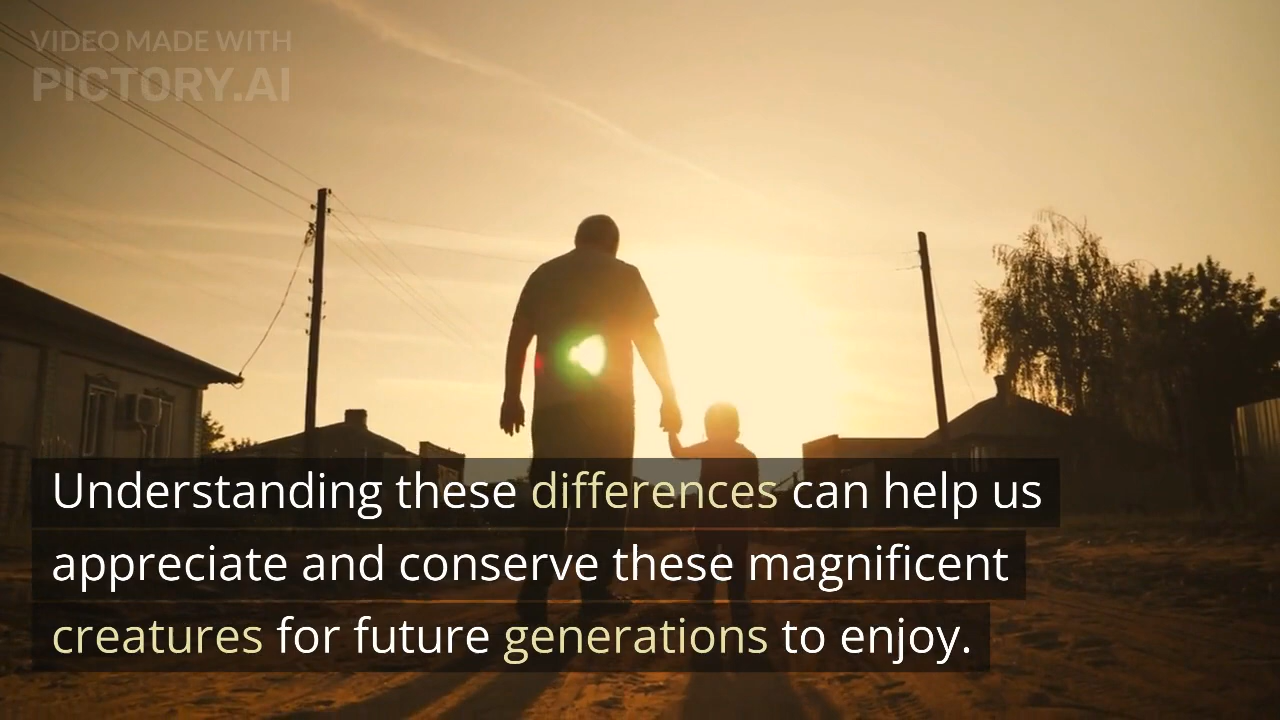 VIDEO MADE WITH
PICTORY.AI
Understanding these differences can help us
appreciate and conserve these magnificent
creatures for future generations to enjoy.